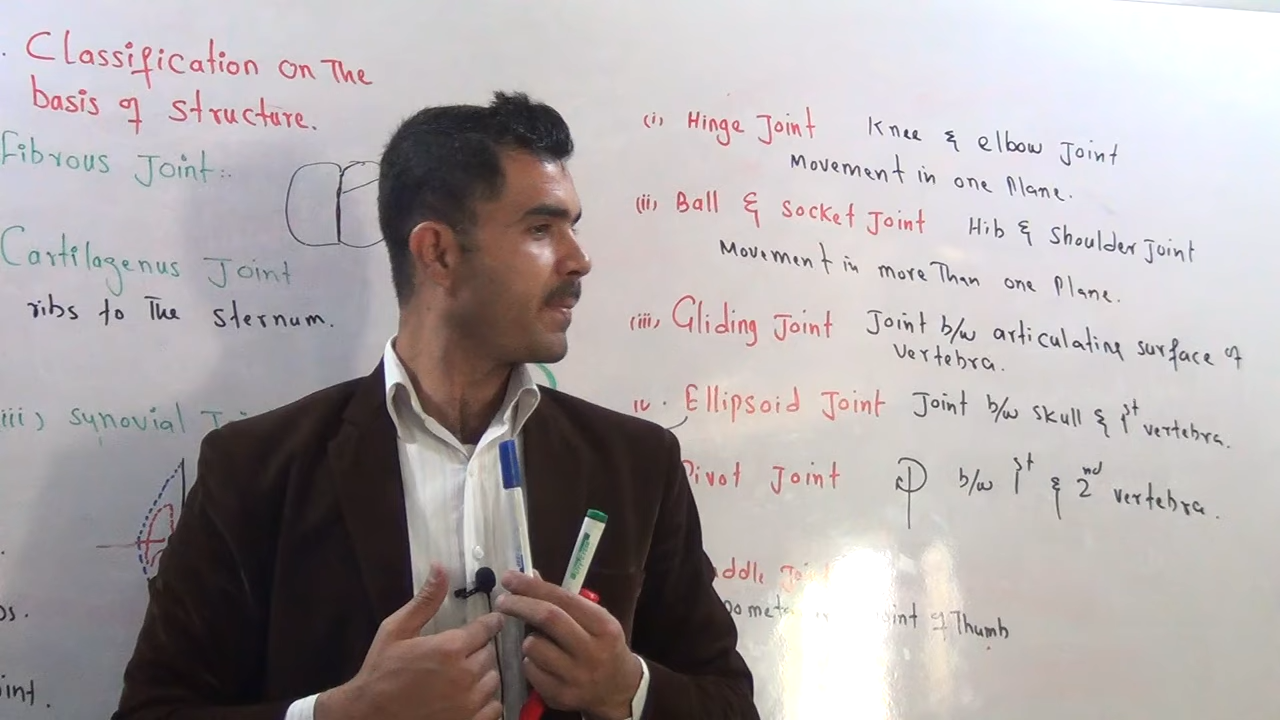 . Classification on The
basis of structure.
Fibrous Joint:.
Cartilagenus Joint
ribs to The sternum.
iii) synovial
(i) Hinge Joint Knee & elbow Joint
Movement in one Plane.
(ii) Ball & socket Joint Hib & shoulder Joint
Movement in more Than one Plane.
(iii) Gliding Joint Joint b/w articulating surface of
vertebra.
iv. Ellipsoid Joint Joint b/w skull & 1st vertebra.
Pivot Joint b/w 1st & 2nd vertebra.
of Thumb